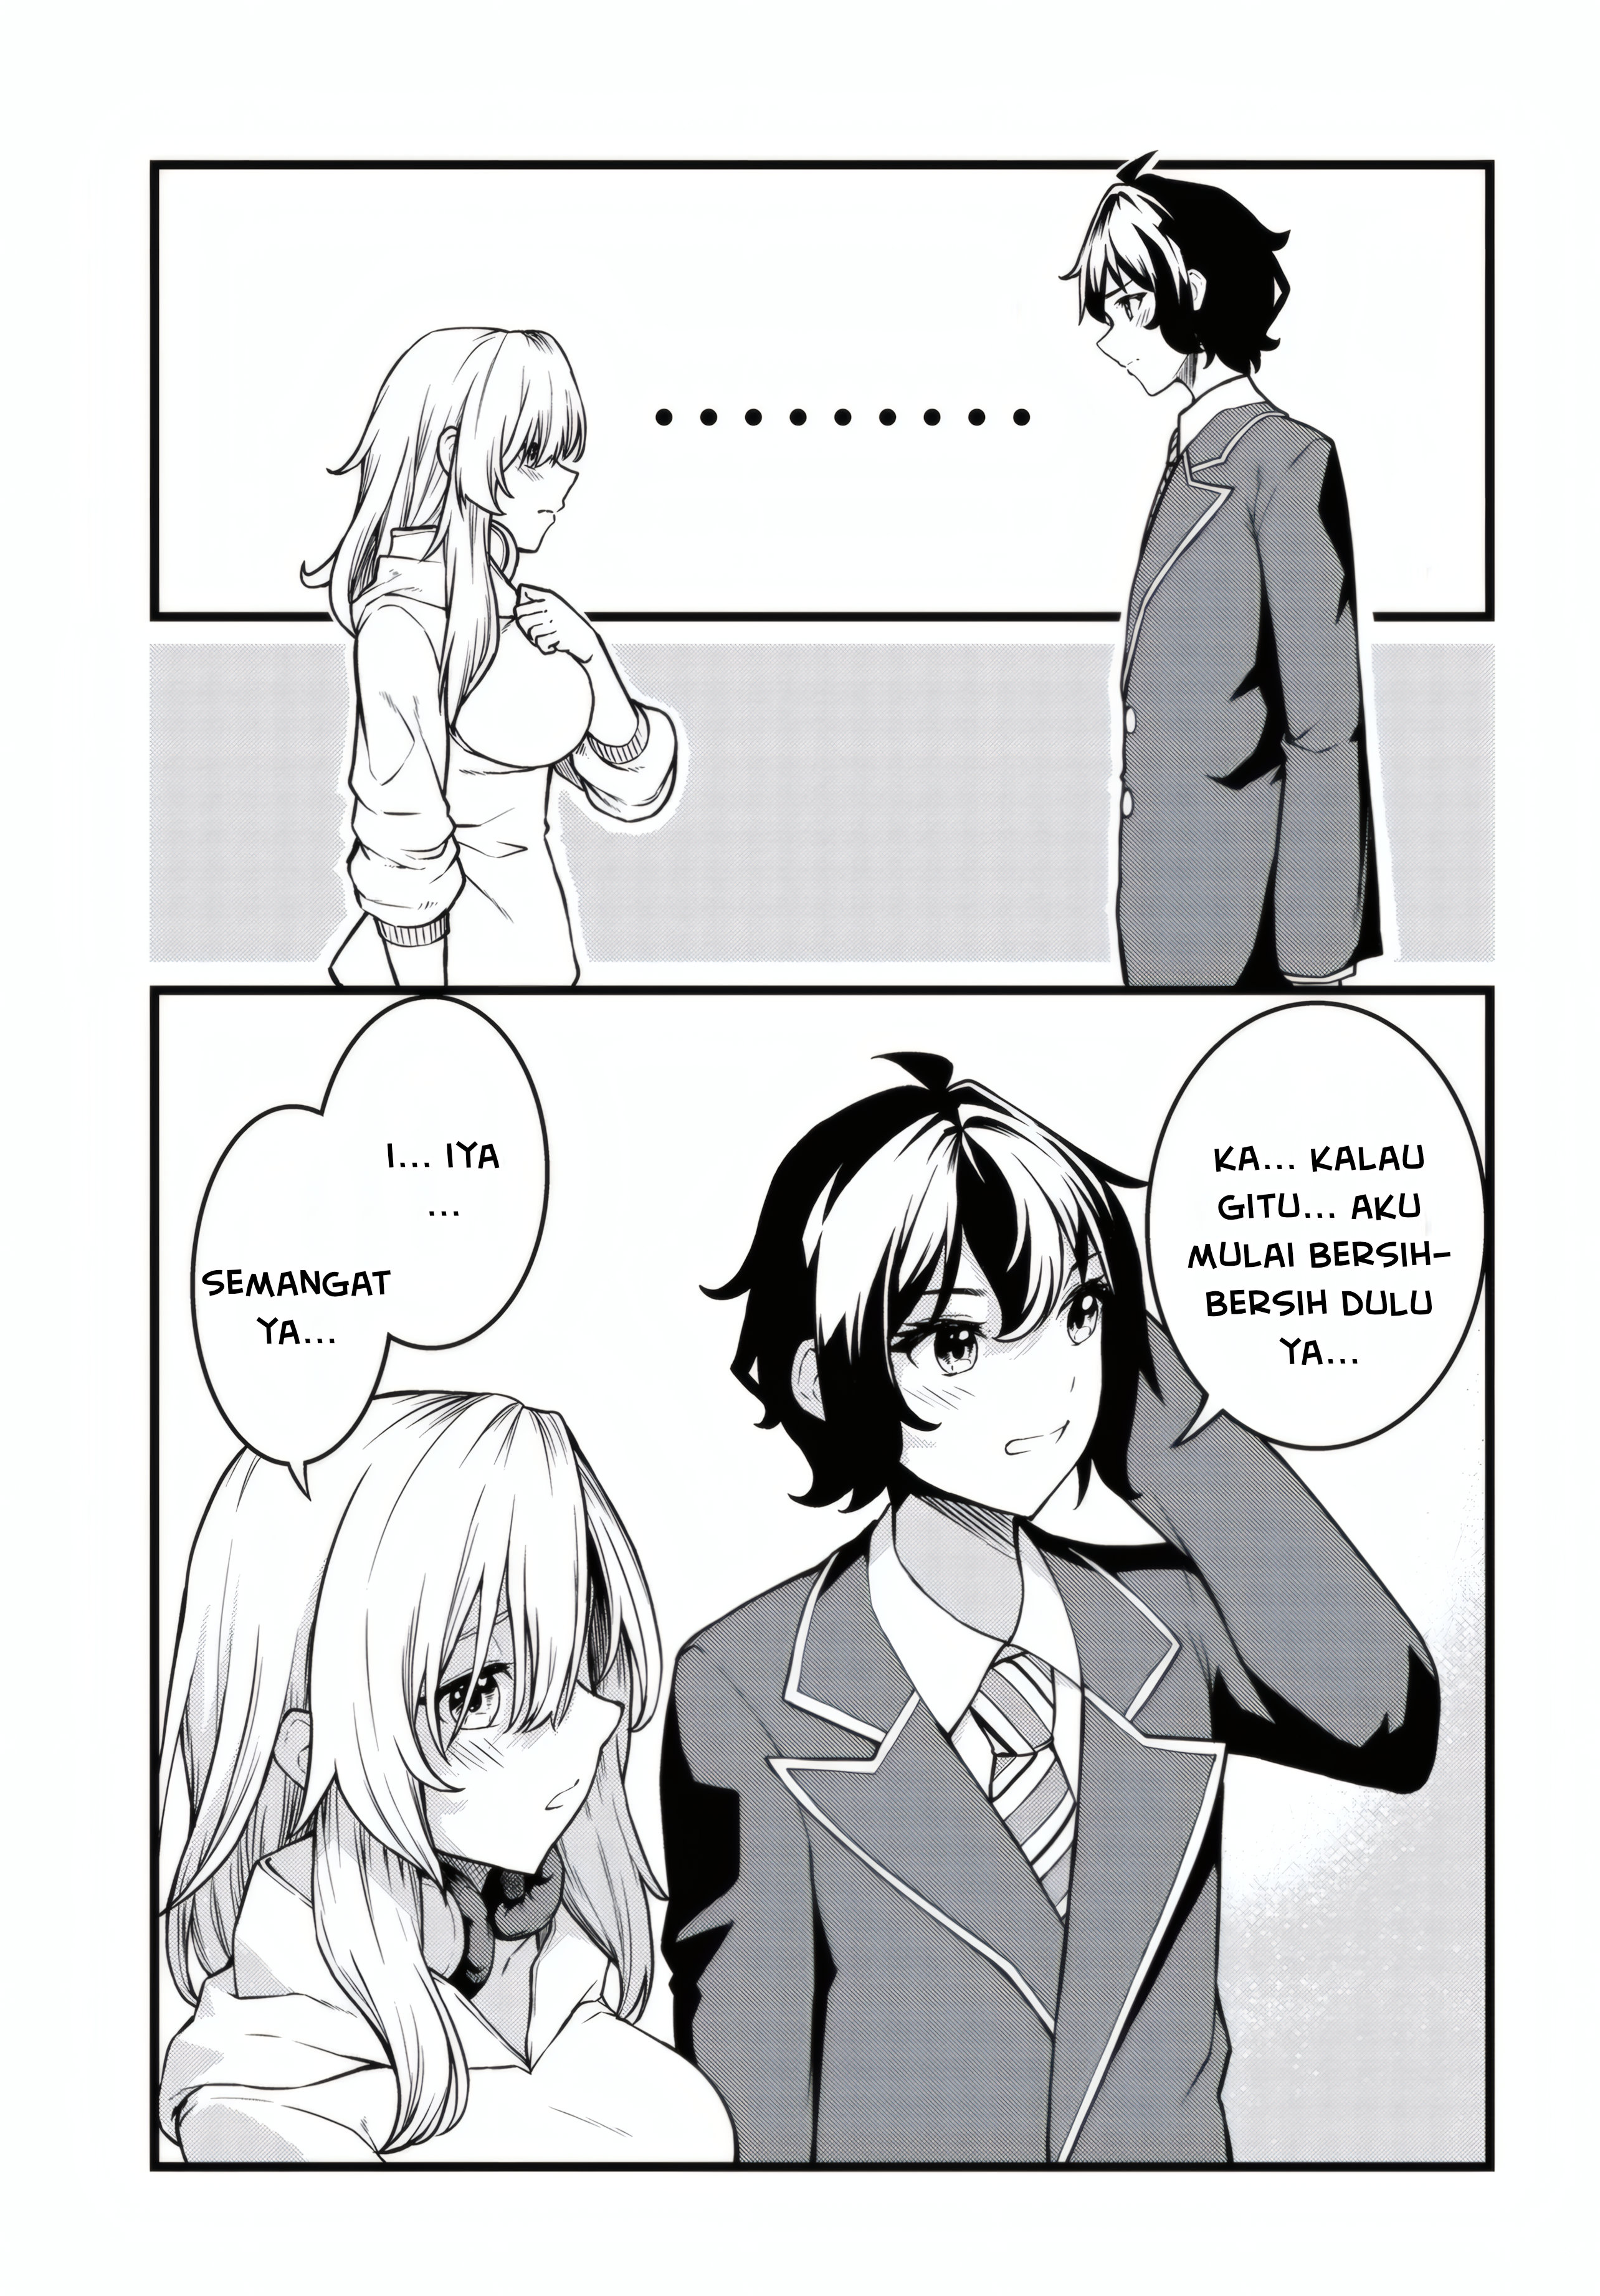 .........
KA... KALAU
GITU... AKU
MULAI BERSIH-
BERSIH DULU
YA...
I... IYA
...
SEMANGAT
YA...